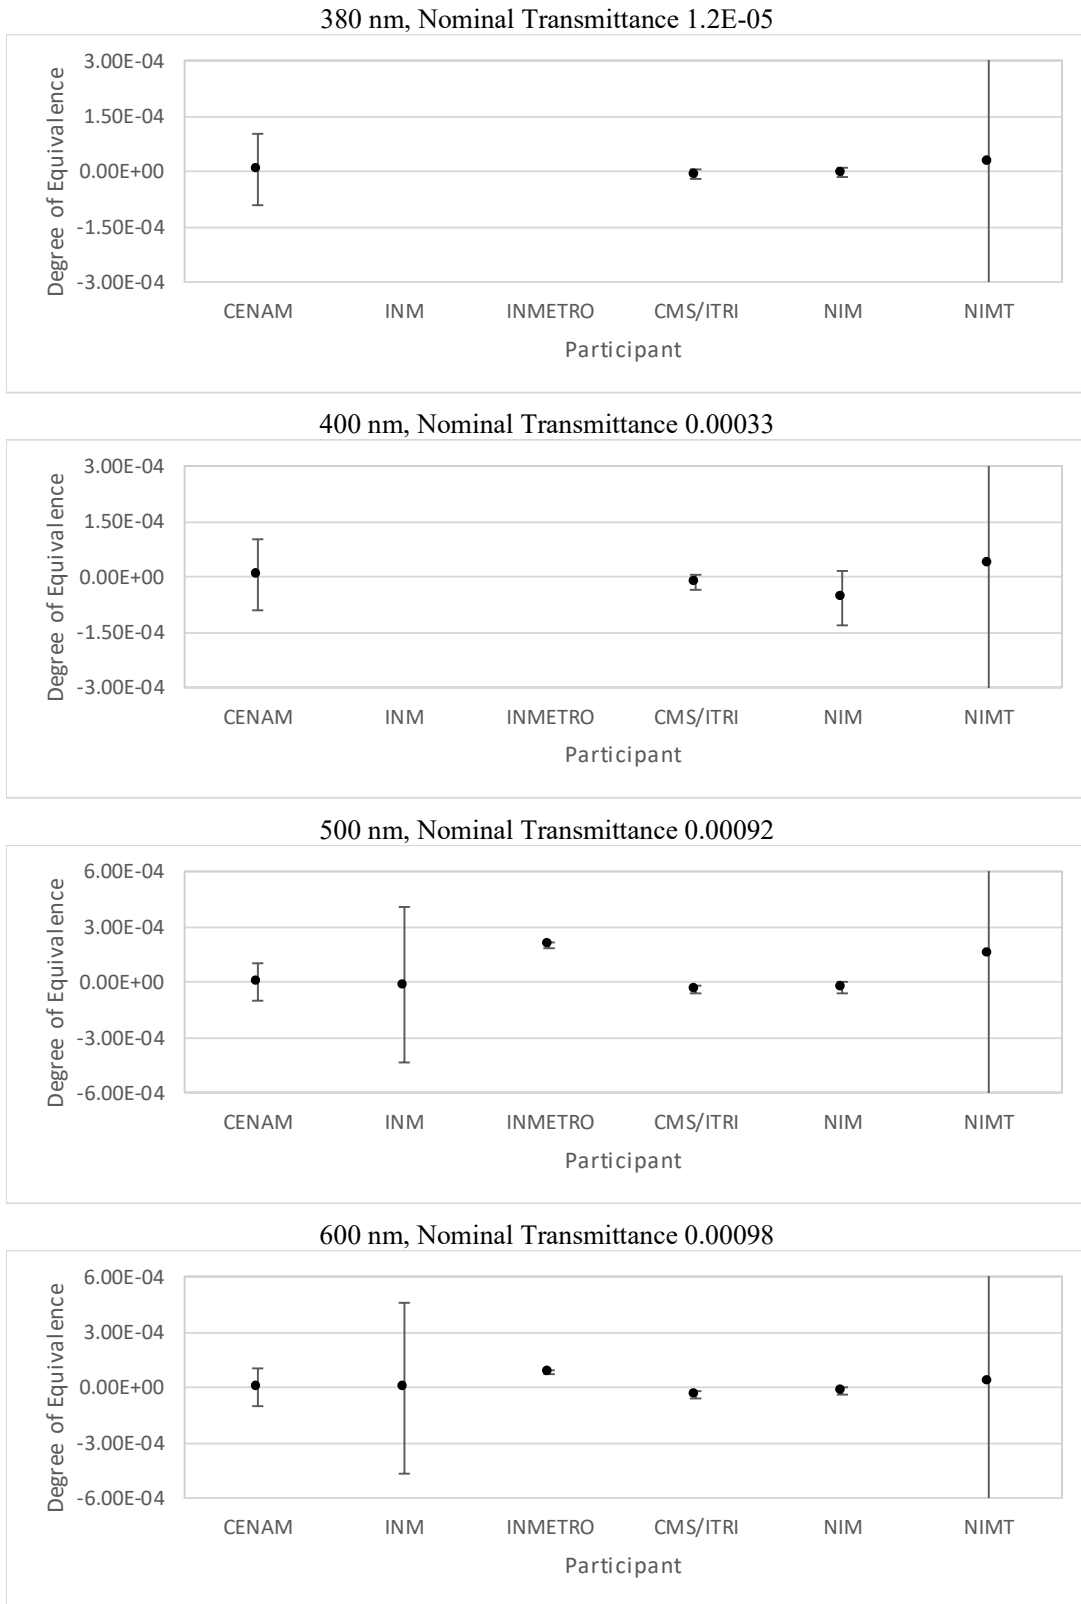 380 nm, Nominal Transmittance 1.2E-05
3.00E-04
1.50E-04
0.00E+00
-1.50E-04
-3.00E-04
Degree of Equivalence
CENAM INM INMETRO CMS/ITRI NIM NIMT
Participant
400 nm, Nominal Transmittance 0.00033
3.00E-04
1.50E-04
0.00E+00
-1.50E-04
-3.00E-04
Degree of Equivalence
CENAM INM INMETRO CMS/ITRI NIM NIMT
Participant
500 nm, Nominal Transmittance 0.00092
6.00E-04
3.00E-04
0.00E+00
-3.00E-04
-6.00E-04
Degree of Equivalence
CENAM INM INMETRO CMS/ITRI NIM NIMT
Participant
600 nm, Nominal Transmittance 0.00098
6.00E-04
3.00E-04
0.00E+00
-3.00E-04
-6.00E-04
Degree of Equivalence
CENAM INM INMETRO CMS/ITRI NIM NIMT
Participant